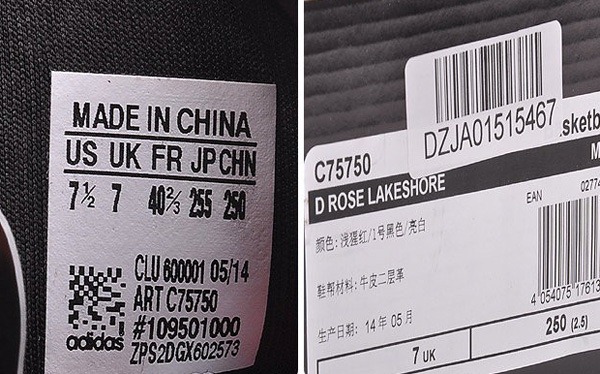 MADE IN CHINA
US UK FR JP CHN
7½ 7 40⅔ 255 250
CLU 600001 05/14
ART C75750
#109501000
adidas ZPS2DGX602573
DZJA01515467
C75750
D ROSE LAKESHORE
EAN
颜色: 浅猩红/1号黑色/亮白
鞋帮材料: 牛皮二层革
4 054075
生产日期: 14 年 05 月
7 UK 250 (2.5)